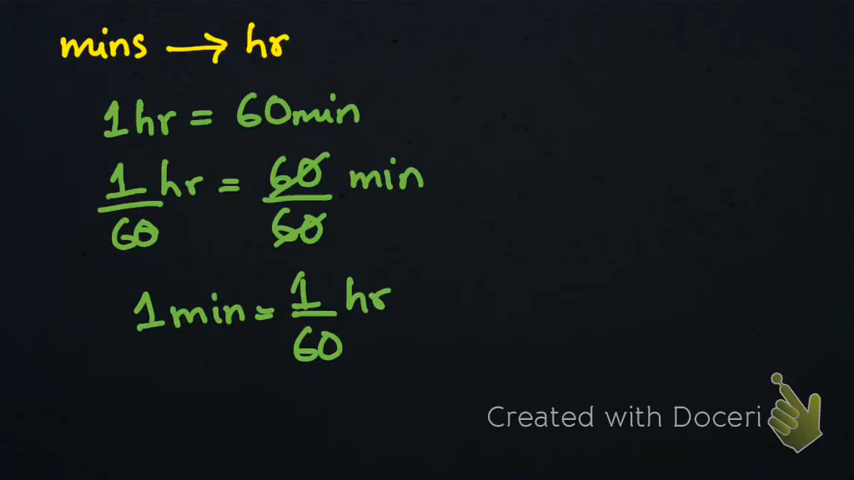 mins → hr
1hr = 60min
1/60 hr = 60/60 min
1min = 1/60 hr
Created with Doceri